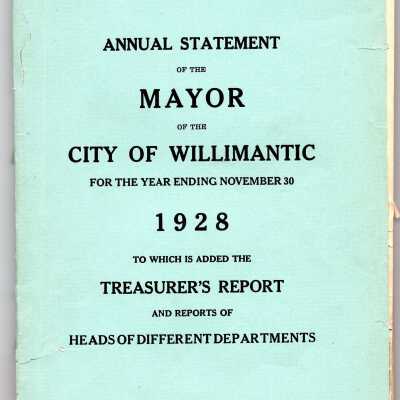 ANNUAL STATEMENT
OF THE
MAYOR
OF THE
CITY OF WILLIMANTIC
FOR THE YEAR ENDING NOVEMBER 30
1928
TO WHICH IS ADDED THE
TREASURER'S REPORT
AND REPORTS OF
HEADS OF DIFFERENT DEPARTMENTS